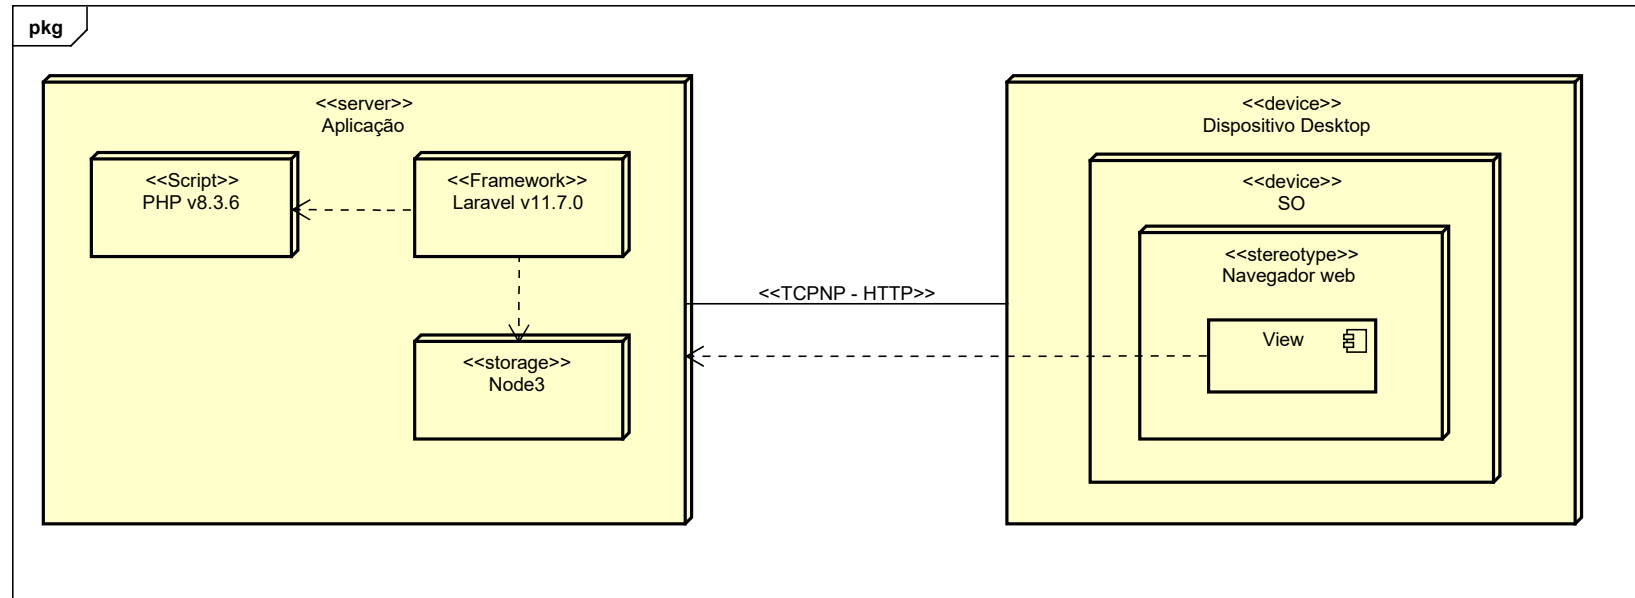 pkg
<<server>>
Aplicação
<<Script>>
PHP v8.3.6
<<Framework>>
Laravel v11.7.0
<<storage>>
Node3
<<TCPNP - HTTP>>
<<device>>
Dispositivo Desktop
<<device>>
SO
<<stereotype>>
Navegador web
View